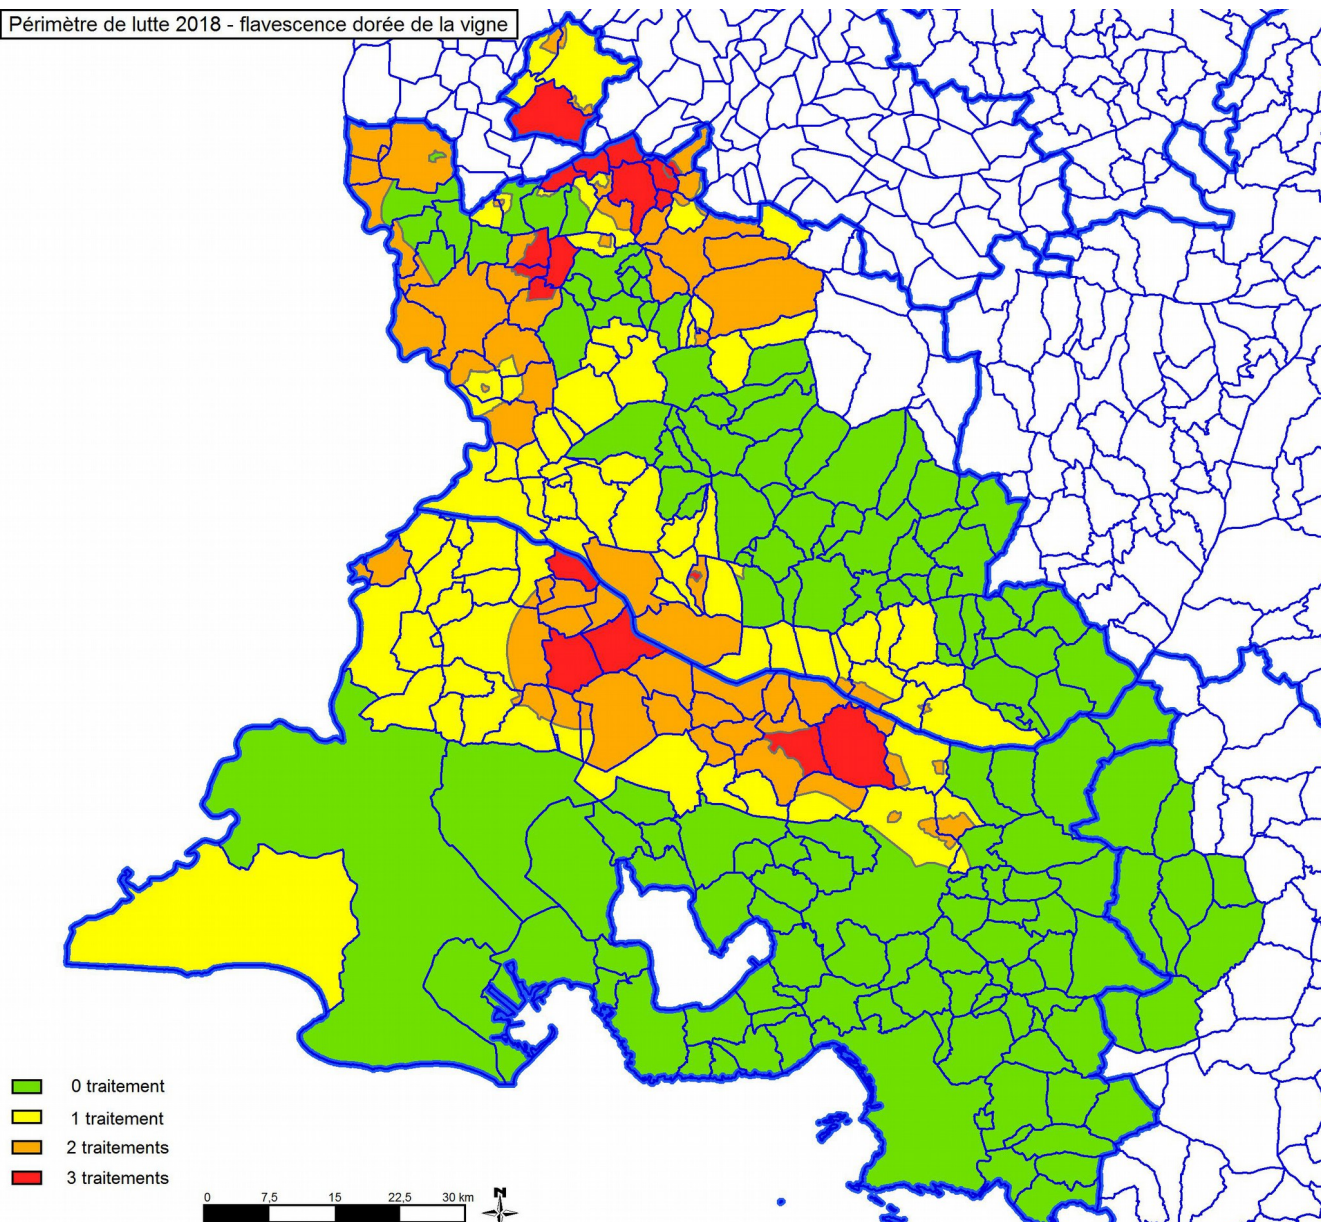 Périmètre de lutte 2018 - flavescence dorée de la vigne
0 traitement
1 traitement
2 traitements
3 traitements
0 7,5 15 22,5 30 km
N